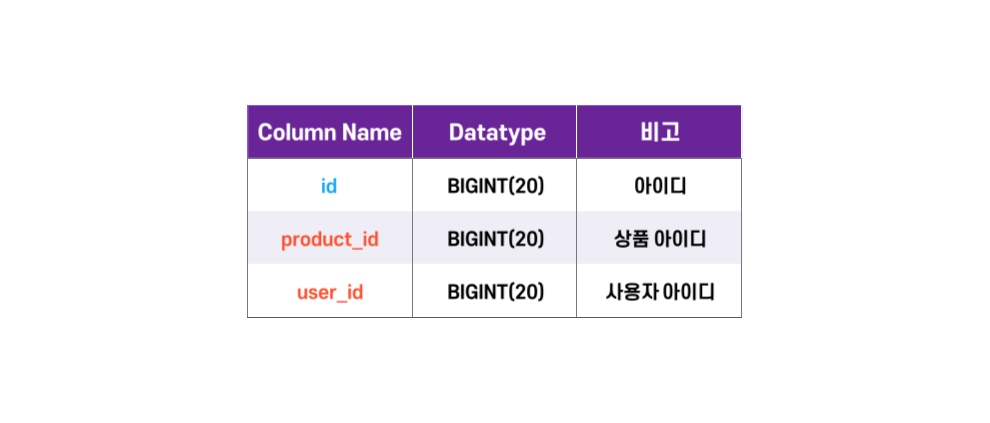 Column Name Datatype 비고
id BIGINT(20) 아이디
product_id BIGINT(20) 상품 아이디
user_id BIGINT(20) 사용자 아이디